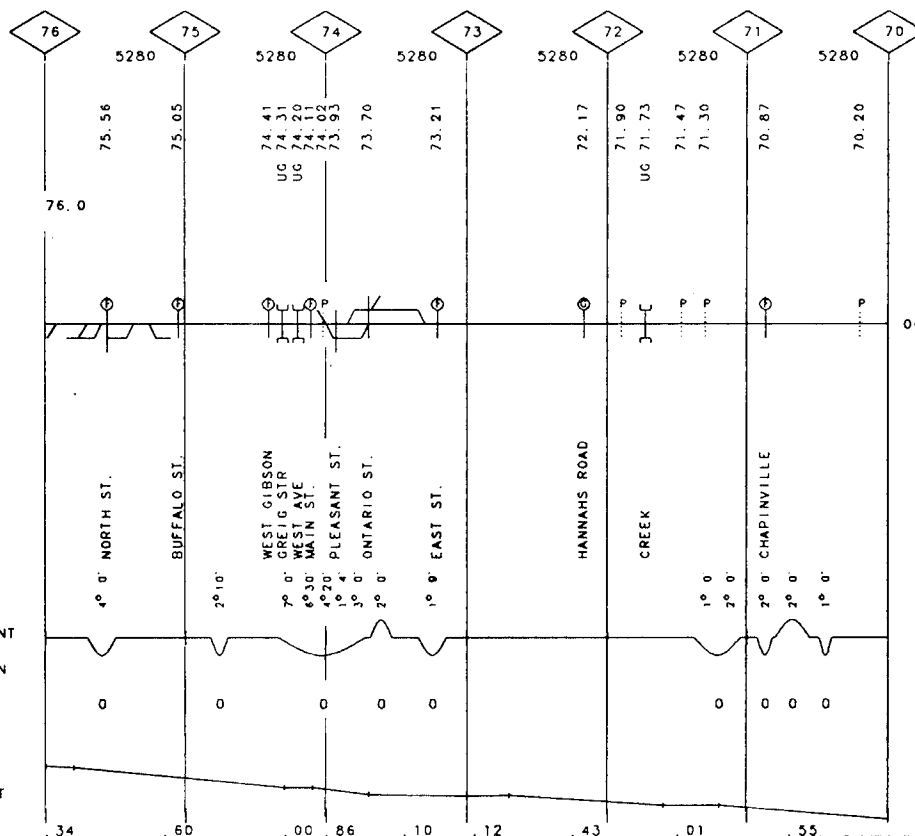 76 75 74 73 72 71 70
5280 5280 5280 5280 5280 5280
75.56
75.05
74.41
UG 74.31
UG 74.20
74.11
74.02
73.93
73.70
73.21
72.17
71.90
UG 71.73
71.47
71.30
70.87
70.20
76.0
F F F F P F G P P P F P
0
NORTH ST.
BUFFALO ST.
WEST GIBSON
GREIG STR
WEST AVE
MAIN ST.
PLEASANT ST.
ONTARIO ST.
EAST ST.
HANNAHS ROAD
CREEK
CHAPINVILLE
4° 0'
2° 10'
7° 0'
6° 30'
4° 20'
1° 4'
3° 0'
2° 0'
1° 9'
1° 0'
2° 0'
2° 0'
2° 0'
1° 0'
NT
N
0 0 0 0 0 0 0 0 0
T
.34 .60 .00 .86 .10 .12 .43 .01 .55